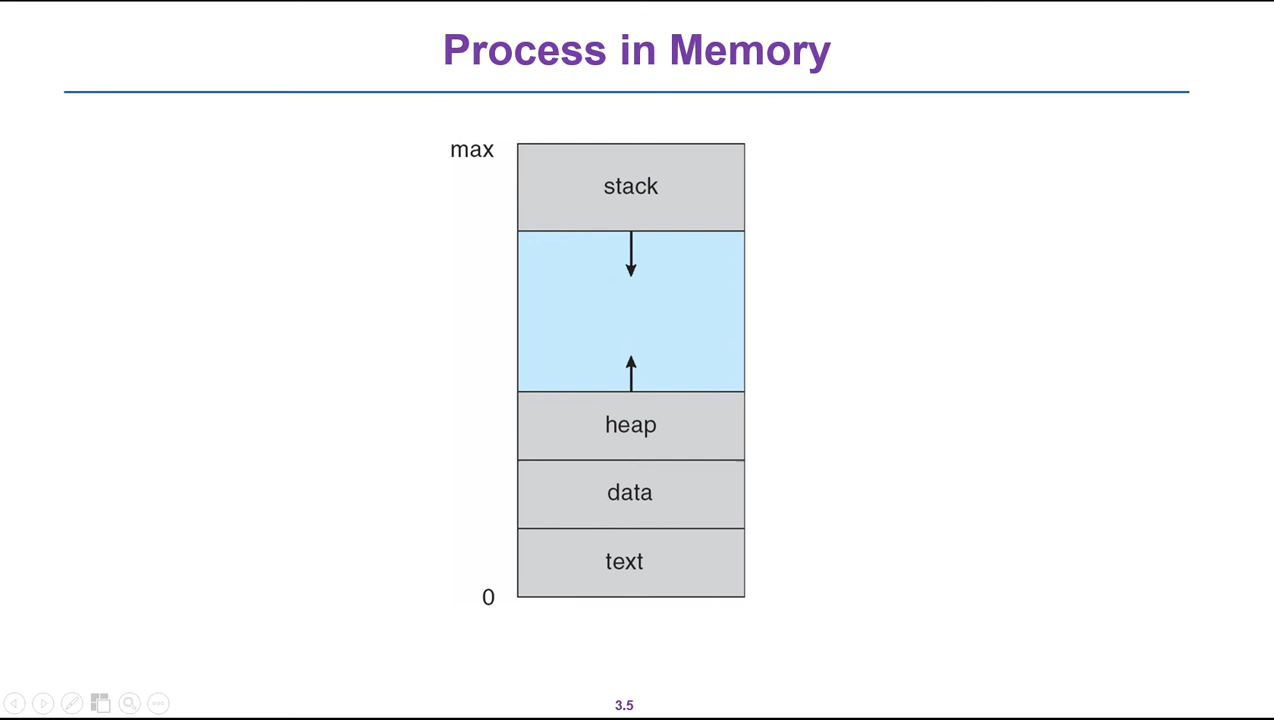 Process in Memory
max
stack
heap
data
text
0
3.5